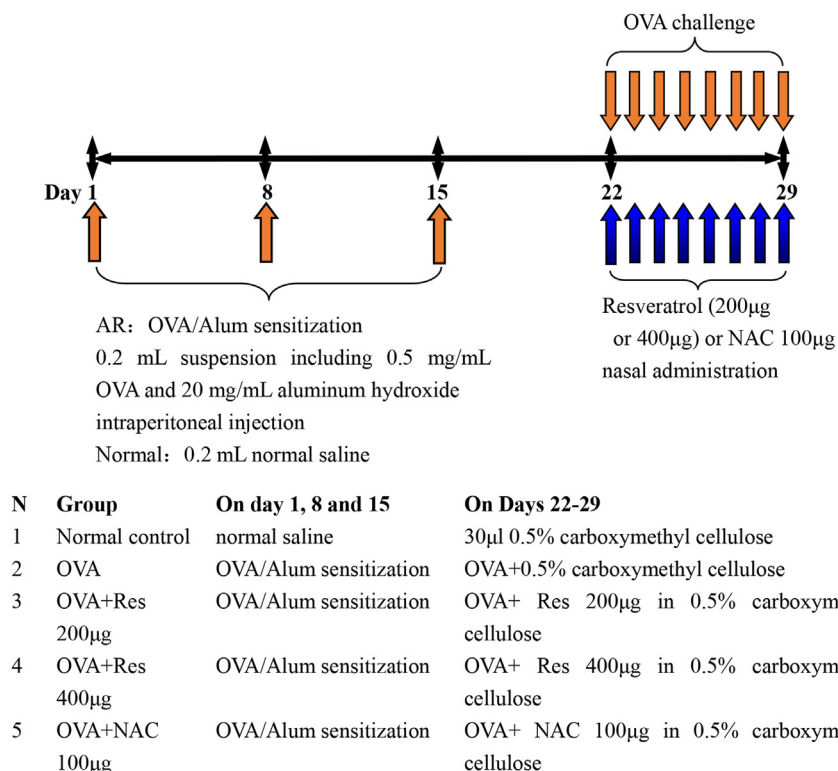 OVA challenge
Day 1 8 15 22 29
AR：OVA/Alum sensitization
0.2 mL suspension including 0.5 mg/mL
OVA and 20 mg/mL aluminum hydroxide
intraperitoneal injection
Normal：0.2 mL normal saline
Resveratrol (200μg
or 400μg) or NAC 100μg
nasal administration
N Group On day 1, 8 and 15 On Days 22-29
1 Normal control normal saline 30μl 0.5% carboxymethyl cellulose
2 OVA OVA/Alum sensitization OVA+0.5% carboxymethyl cellulose
3 OVA+Res OVA/Alum sensitization OVA+ Res 200μg in 0.5% carboxym
200μg cellulose
4 OVA+Res OVA/Alum sensitization OVA+ Res 400μg in 0.5% carboxym
400μg cellulose
5 OVA+NAC OVA/Alum sensitization OVA+ NAC 100μg in 0.5% carboxym
100μg cellulose